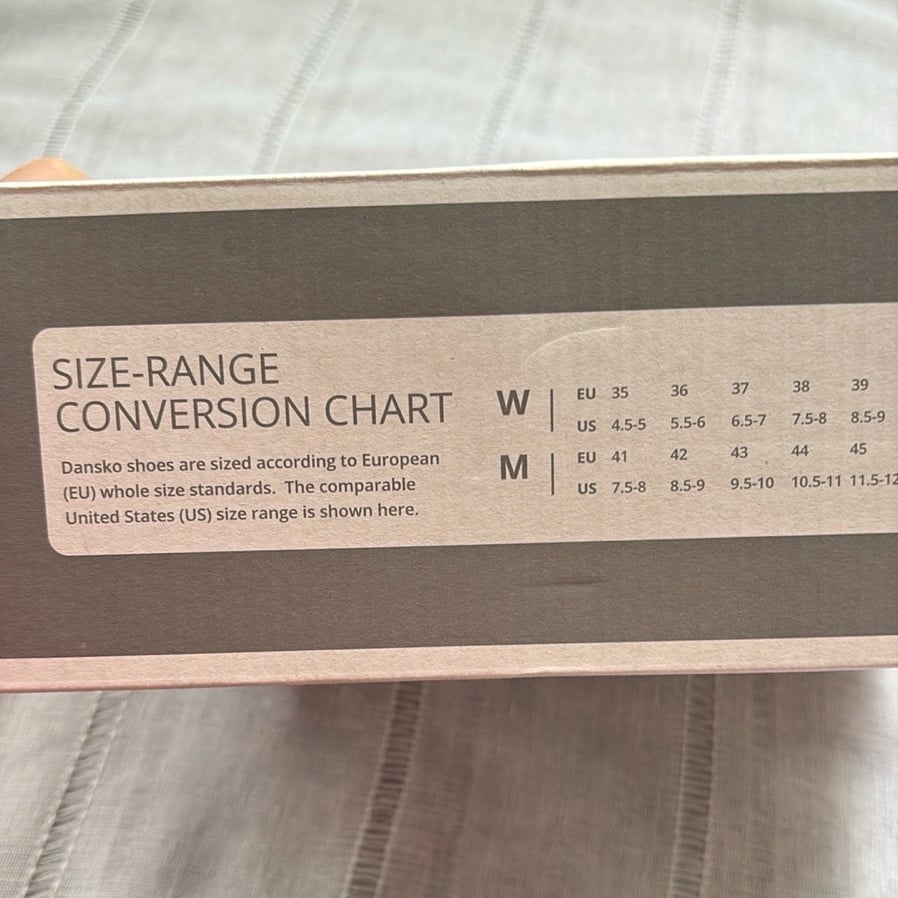 SIZE-RANGE
CONVERSION CHART
Dansko shoes are sized according to European
(EU) whole size standards. The comparable
United States (US) size range is shown here.
W EU 35 36 37 38 39
US 4.5-5 5.5-6 6.5-7 7.5-8 8.5-9
M EU 41 42 43 44 45
US 7.5-8 8.5-9 9.5-10 10.5-11 11.5-12